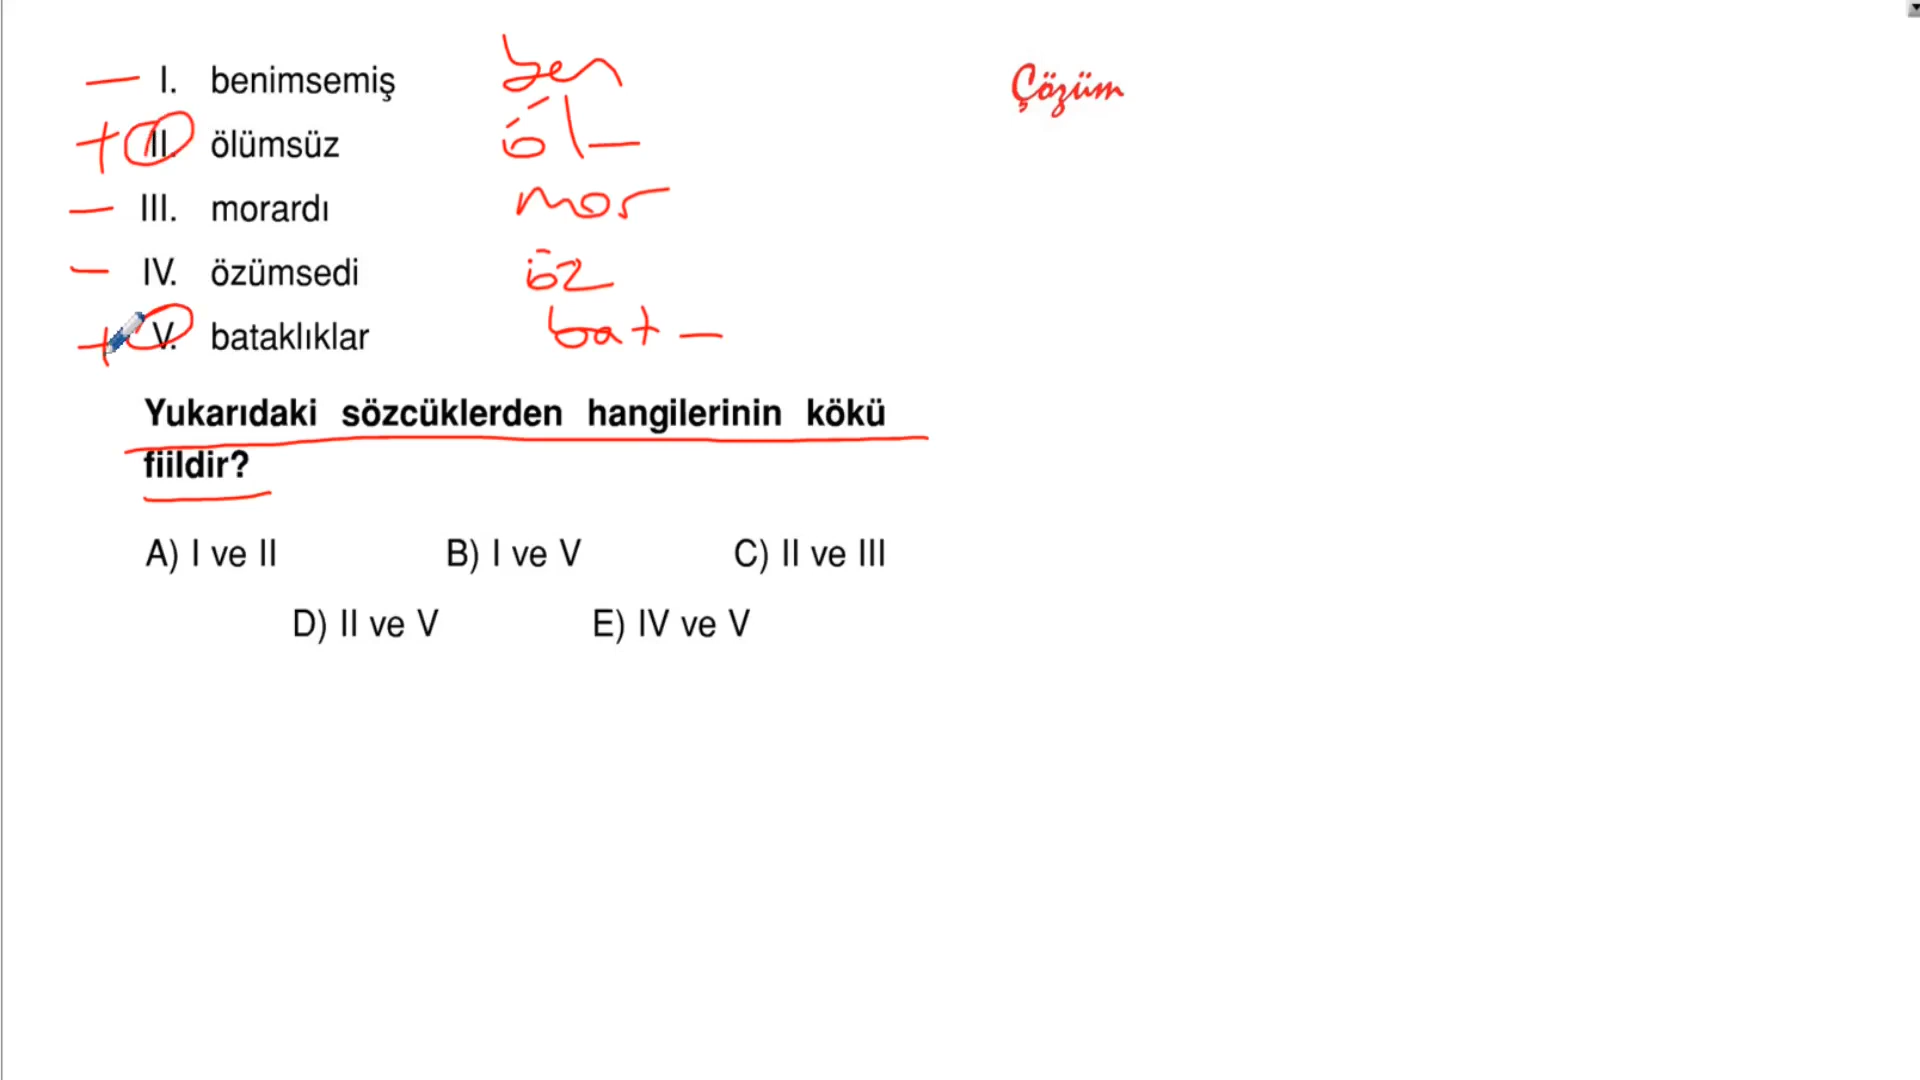 — I. benimsemiş ben
+ II. ölümsüz öl —
— III. morardı mor
— IV. özümsedi öz
+ V. bataklıklar bat —
Çözüm
Yukarıdaki sözcüklerden hangilerinin kökü
fiildir?
A) I ve II B) I ve V C) II ve III
D) II ve V E) IV ve V